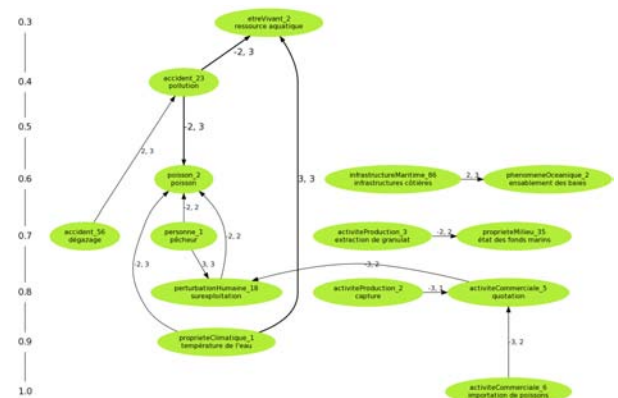 0.3
etreVivant_2
ressource aquatique
-2, 3
0.4
accident_23
pollution
0.5
-2, 3
-2, 3
3, 3
0.6
poisson_2
poisson
infrastructureMaritime_86
infrastructures côtières
2, 3
phenomeneOceanique_2
ensablement des baies
-2, 2
0.7
accident_56
dégazage
personne_1
pêcheur
-2, 2
activiteProduction_3
extraction de granulat
-2, 2
proprieteMilieu_35
état des fonds marins
-2, 3
3, 3
-3, 2
0.8
perturbationHumaine_18
surexploitation
activiteProduction_2
capture
-3, 1
activiteCommerciale_5
quotation
0.9
proprieteClimatique_1
température de l'eau
-3, 2
1.0
activiteCommerciale_6
importation de poissons